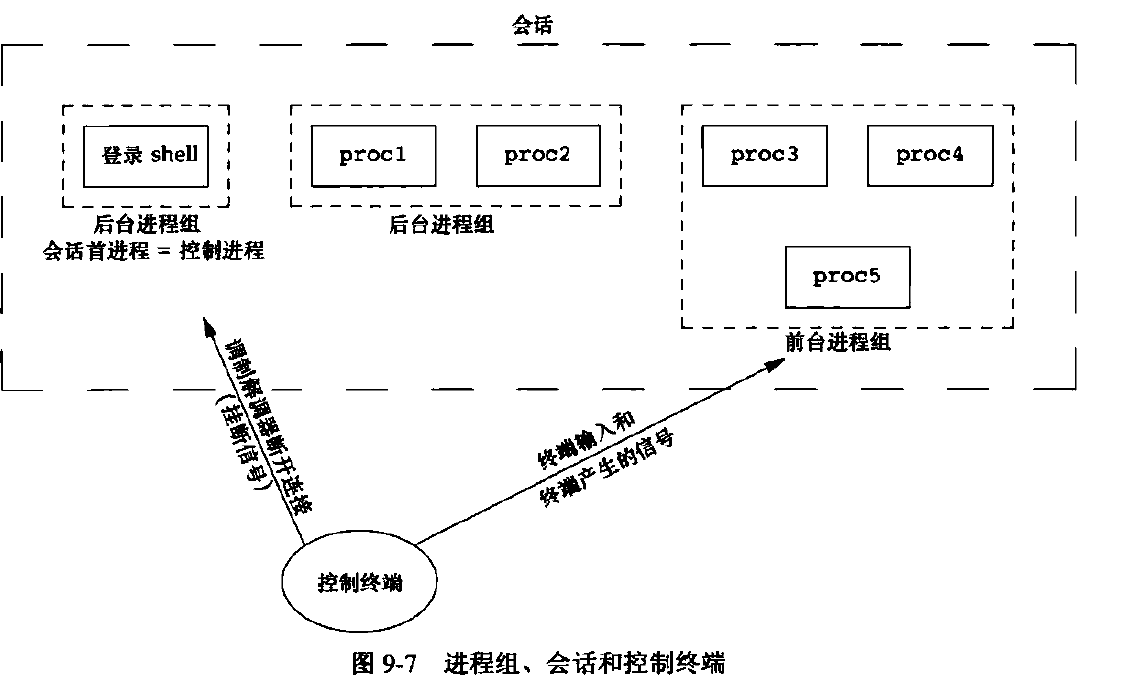 会话
登录 shell
proc1
proc2
proc3
proc4
proc5
后台进程组
会话首进程 = 控制进程
后台进程组
前台进程组
调制解调器断开连接
(挂断信号)
终端输入和
终端产生的信号
控制终端
图 9-7 进程组、会话和控制终端